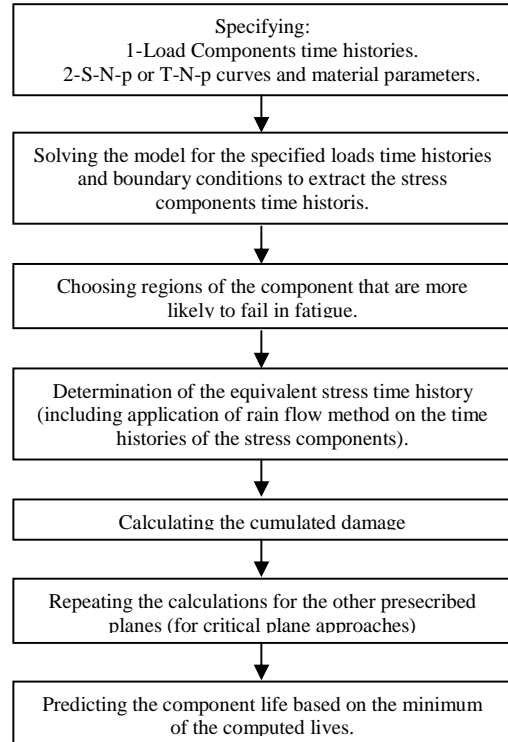 Specifying:
1-Load Components time histories.
2-S-N-p or T-N-p curves and material parameters.
Solving the model for the specified loads time histories
and boundary conditions to extract the stress
components time historis.
Choosing regions of the component that are more
likely to fail in fatigue.
Determination of the equivalent stress time history
(including application of rain flow method on the time
histories of the stress components).
Calculating the cumulated damage
Repeating the calculations for the other presecribed
planes (for critical plane approaches)
Predicting the component life based on the minimum
of the computed lives.